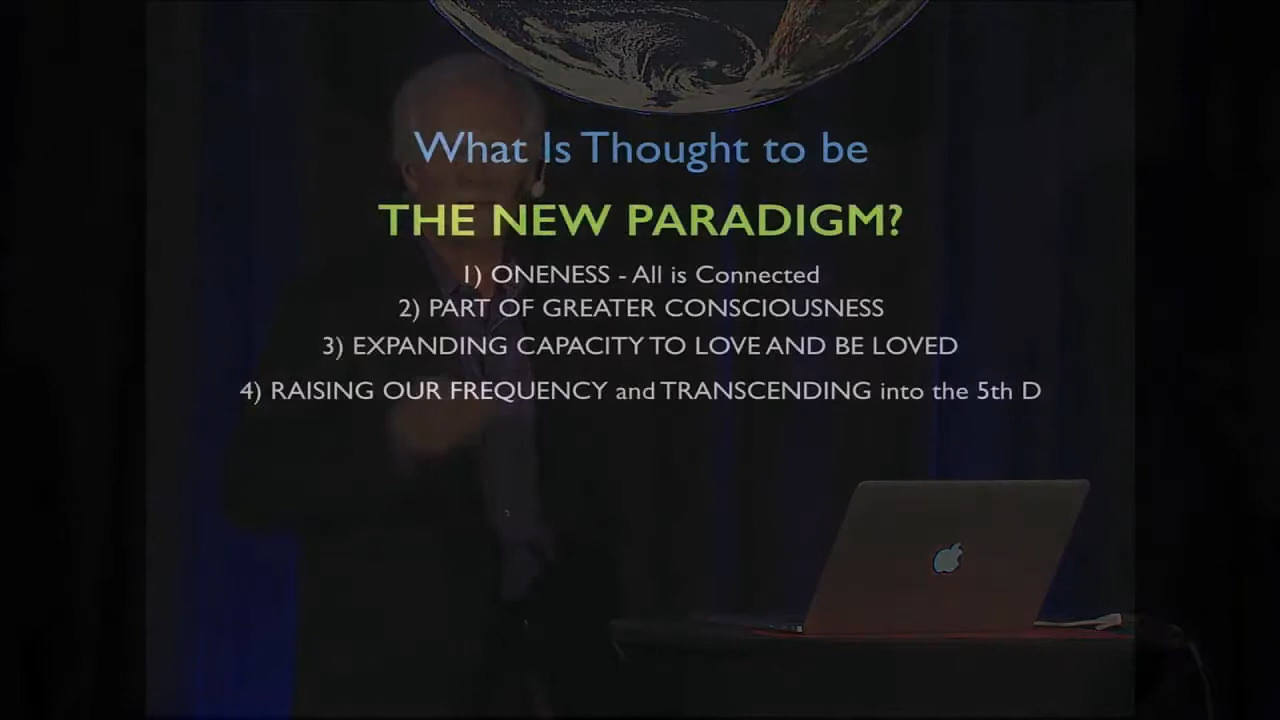 What Is Thought to be
THE NEW PARADIGM?
1) ONENESS - All is Connected
2) PART OF GREATER CONSCIOUSNESS
3) EXPANDING CAPACITY TO LOVE AND BE LOVED
4) RAISING OUR FREQUENCY and TRANSCENDING into the 5th D